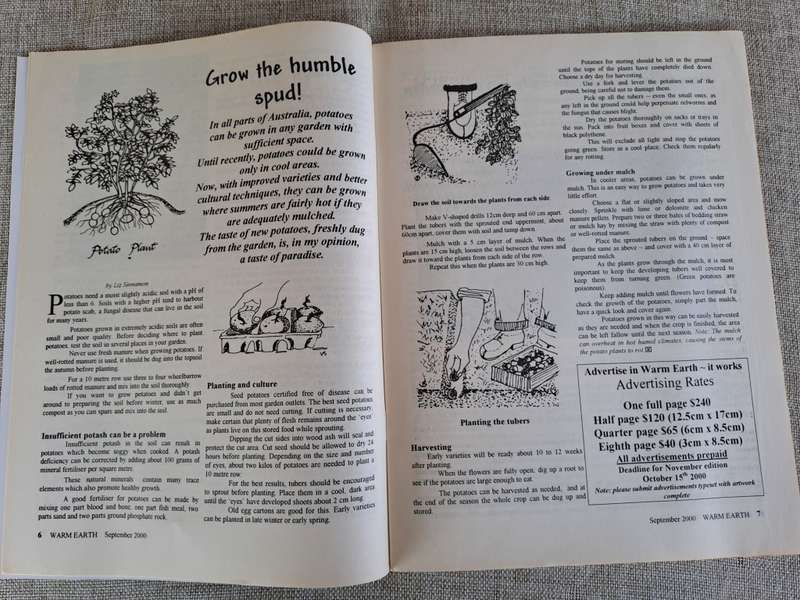 Grow the humble
spud!
In all parts of Australia, potatoes
can be grown in any garden with
sufficient space.
Until recently, potatoes could be grown
only in cool areas.
Now, with improved varieties and better
cultural techniques, they can be grown
where summers are fairly hot if they
are adequately mulched.
The taste of new potatoes, freshly dug
from the garden, is, in my opinion,
a taste of paradise.
Potato Plant
by Liz Sinnamon
Potatoes need a moist slightly acidic soil with a pH of
less than 6. Soils with a higher pH tend to harbour
potato scab, a fungal disease that can live in the soil
for many years.
Potatoes grown in extremely acidic soils are often
small and poor quality. Before deciding where to plant
potatoes, test the soil in several places in your garden.
Never use fresh manure when growing potatoes. If
well-rotted manure is used, it should be dug into the topsoil
the autumn before planting.
For a 10 metre row use three to four wheelbarrow
loads of rotted manure and mix into the soil thoroughly.
If you want to grow potatoes and didn't get
around to preparing the soil before winter, use as much
compost as you can spare and mix into the soil.
Insufficient potash can be a problem
Insufficient potash in the soil can result in
potatoes which become soggy when cooked. A potash
deficiency can be corrected by adding about 100 grams of
mineral fertiliser per square metre.
These natural minerals contain many trace
elements which also promote healthy growth.
A good fertiliser for potatoes can be made by
mixing one part blood and bone, one part fish meal, two
parts sand and two parts ground phosphate rock.
6 WARM EARTH September 2000
Planting and culture
Seed potatoes certified free of disease can be
purchased from most garden outlets. The best seed potatoes
are small and do not need cutting. If cutting is necessary,
make certain that plenty of flesh remains around the 'eyes'
as plants live on this stored food while sprouting.
Dipping the cut sides into wood ash will seal and
protect the cut area. Cut seed should be allowed to dry 24
hours before planting. Depending on the size and number
of eyes, about two kilos of potatoes are needed to plant a
10 metre row.
For the best results, tubers should be encouraged
to sprout before planting. Place them in a cool, dark area
until the 'eyes' have developed shoots about 2 cm long.
Old egg cartons are good for this. Early varieties
can be planted in late winter or early spring.
Draw the soil towards the plants from each side
Make V-shaped drills 12cm deep and 60 cm apart.
Plant the tubers with the sprouted end uppermost, about
60cm apart, cover them with soil and tamp down.
Mulch with a 5 cm layer of mulch. When the
plants are 15 cm high, loosen the soil between the rows and
draw it toward the plants from each side of the row.
Repeat this when the plants are 30 cm high.
Planting the tubers
Harvesting
Early varieties will be ready about 10 to 12 weeks
after planting.
When the flowers are fully open, dig up a root to
see if the potatoes are large enough to eat.
The potatoes can be harvested as needed, and at
the end of the season the whole crop can be dug up and
stored.
Potatoes for storing should be left in the ground
until the tops of the plants have completely died down.
Choose a dry day for harvesting.
Use a fork and lever the potatoes out of the
ground, being careful not to damage them.
Pick up all the tubers ~ even the small ones, as
any left in the ground could help perpetuate eelworms and
the fungus that causes blight.
Dry the potatoes thoroughly on sacks or trays in
the sun. Pack into fruit boxes and cover with sheets of
black polythene.
This will exclude all light and stop the potatoes
going green. Store in a cool place. Check them regularly
for any rotting.
Growing under mulch
In cooler areas, potatoes can be grown under
mulch. This is an easy way to grow potatoes and takes very
little effort.
Choose a flat or slightly sloped area and mow
closely. Sprinkle with lime or dolomite and chicken
manure pellets. Prepare two or three bales of bedding straw
or mulch hay by mixing the straw with plenty of compost
or well-rotted manure.
Place the sprouted tubers on the ground ~ space
them the same as above ~ and cover with a 40 cm layer of
prepared mulch.
As the plants grow through the mulch, it is most
important to keep the developing tubers well covered to
keep them from turning green. (Green potatoes are
poisonous).
Keep adding mulch until flowers have formed. To
check the growth of the potatoes, simply part the mulch,
have a quick look and cover again.
Potatoes grown in this way can be easily harvested
as they are needed and when the crop is finished, the area
can be left fallow until the next season. Note: The mulch
can overheat in hot humid climates, causing the stems of
the potato plants to rot.
Advertise in Warm Earth ~ it works
Advertising Rates
One full page $240
Half page $120 (12.5cm x 17cm)
Quarter page $65 (6cm x 8.5cm)
Eighth page $40 (3cm x 8.5cm)
All advertisements prepaid
Deadline for November edition
October 15th 2000
Note: please submit advertisements typeset with artwork
complete
September 2000 WARM EARTH 7